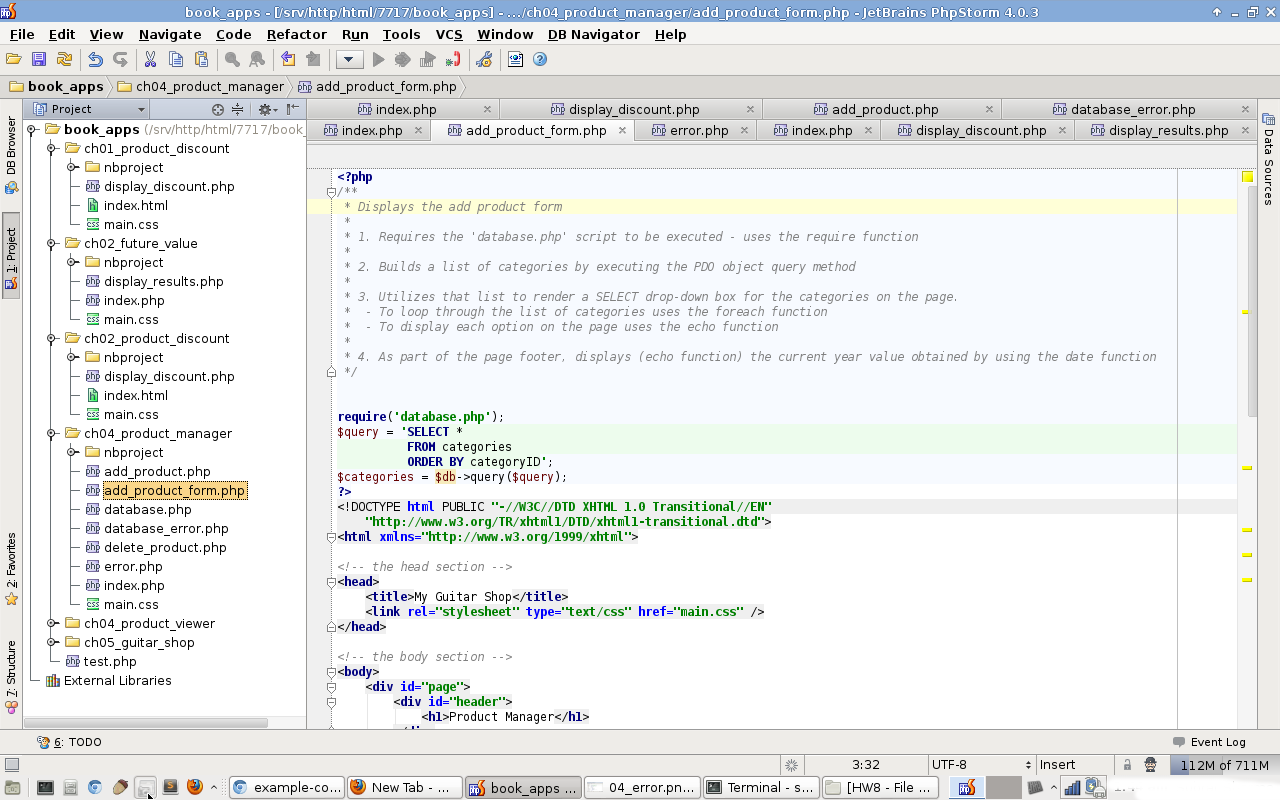 book_apps - [/srv/http/html/7717/book_apps] - .../ch04_product_manager/add_product_form.php - JetBrains PhpStorm 4.0.3
File Edit View Navigate Code Refactor Run Tools VCS Window DB Navigator Help
book_apps ch04_product_manager add_product_form.php
Project
index.php display_discount.php add_product.php database_error.php
index.php add_product_form.php error.php index.php display_discount.php display_results.php
DB Browser
1: Project
2: Favorites
7: Structure
book_apps (/srv/http/html/7717/book_
ch01_product_discount
nbproject
display_discount.php
index.html
main.css
ch02_future_value
nbproject
display_results.php
index.php
main.css
ch02_product_discount
nbproject
display_discount.php
index.html
main.css
ch04_product_manager
nbproject
add_product.php
add_product_form.php
database.php
database_error.php
delete_product.php
error.php
index.php
main.css
ch04_product_viewer
ch05_guitar_shop
test.php
External Libraries
<?php
/**
* Displays the add product form
*
* 1. Requires the 'database.php' script to be executed - uses the require function
*
* 2. Builds a list of categories by executing the PDO object query method
*
* 3. Utilizes that list to render a SELECT drop-down box for the categories on the page.
*  - To loop through the list of categories uses the foreach function
*  - To display each option on the page uses the echo function
*
* 4. As part of the page footer, displays (echo function) the current year value obtained by using the date function
*/
require('database.php');
$query = 'SELECT *
FROM categories
ORDER BY categoryID';
$categories = $db->query($query);
?>
<!DOCTYPE html PUBLIC "-//W3C//DTD XHTML 1.0 Transitional//EN"
"http://www.w3.org/TR/xhtml1/DTD/xhtml1-transitional.dtd">
<html xmlns="http://www.w3.org/1999/xhtml">
<!-- the head section -->
<head>
<title>My Guitar Shop</title>
<link rel="stylesheet" type="text/css" href="main.css" />
</head>
<!-- the body section -->
<body>
<div id="page">
<div id="header">
<h1>Product Manager</h1>
Data Sources
6: TODO
Event Log
3:32 UTF-8 Insert 112M of 711M
example-co... New Tab - ... book_apps ... 04_error.pn... Terminal - s... [HW8 - File ...